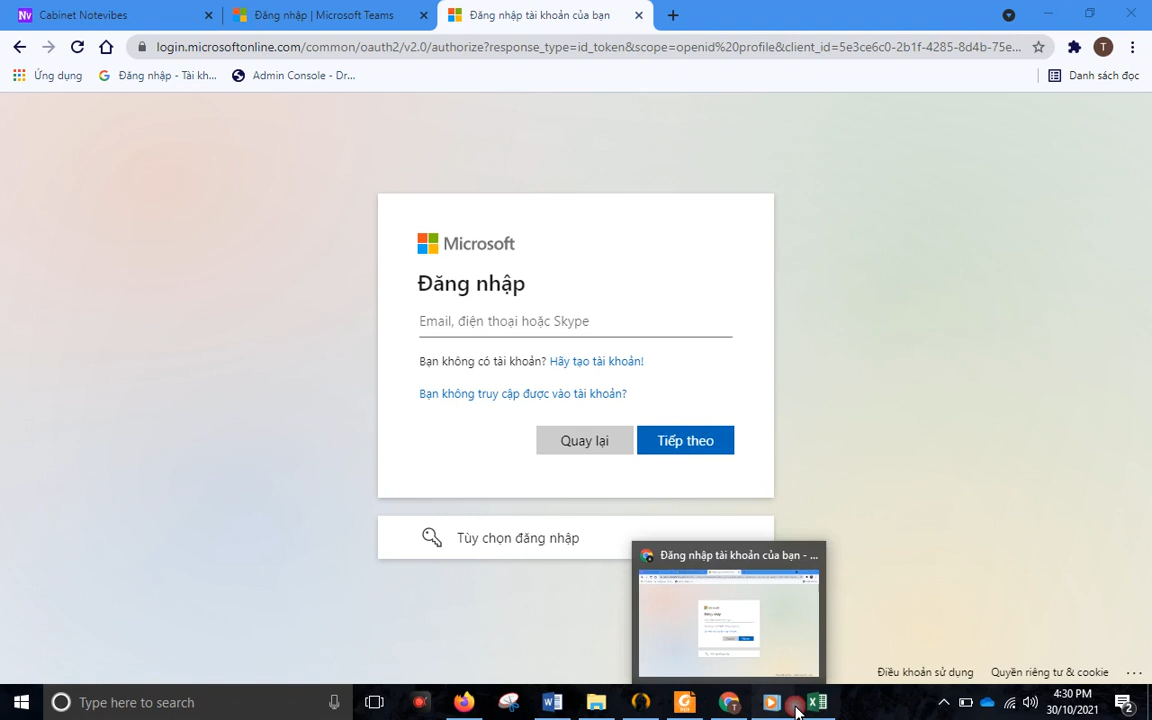 Cabinet Notevibes
Đăng nhập | Microsoft Teams
Đăng nhập tài khoản của bạn
login.microsoftonline.com/common/oauth2/v2.0/authorize?response_type=id_token&scope=openid%20profile&client_id=5e3ce6c0-2b1f-4285-8d4b-75e...
T
Ứng dụng
Đăng nhập - Tài kh...
Admin Console - Dr...
Danh sách đọc
Microsoft
Đăng nhập
Email, điện thoại hoặc Skype
Bạn không có tài khoản? Hãy tạo tài khoản!
Bạn không truy cập được vào tài khoản?
Quay lại
Tiếp theo
Tùy chọn đăng nhập
Đăng nhập tài khoản của bạn - ...
Điều khoản sử dụng
Quyền riêng tư & cookie
...
Type here to search
4:30 PM
30/10/2021
2